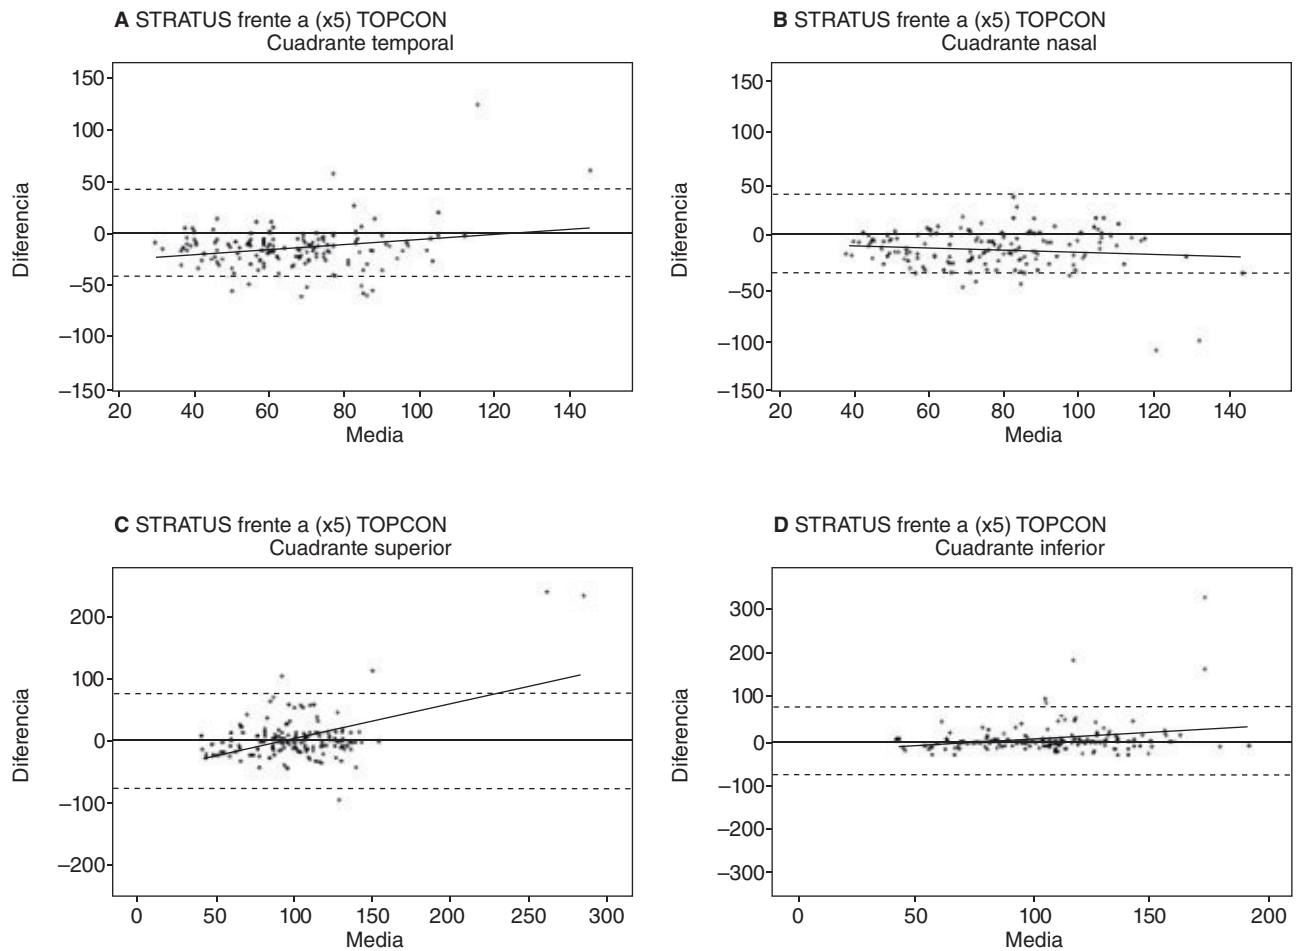 A STRATUS frente a (x5) TOPCON
Cuadrante temporal
150
100
50
0
−50
−100
−150
Diferencia
20 40 60 80 100 120 140
Media
B STRATUS frente a (x5) TOPCON
Cuadrante nasal
150
100
50
0
−50
−100
−150
Diferencia
20 40 60 80 100 120 140
Media
C STRATUS frente a (x5) TOPCON
Cuadrante superior
200
100
0
−100
−200
Diferencia
0 50 100 150 200 250 300
Media
D STRATUS frente a (x5) TOPCON
Cuadrante inferior
300
200
100
0
−100
−200
−300
Diferencia
0 50 100 150 200
Media